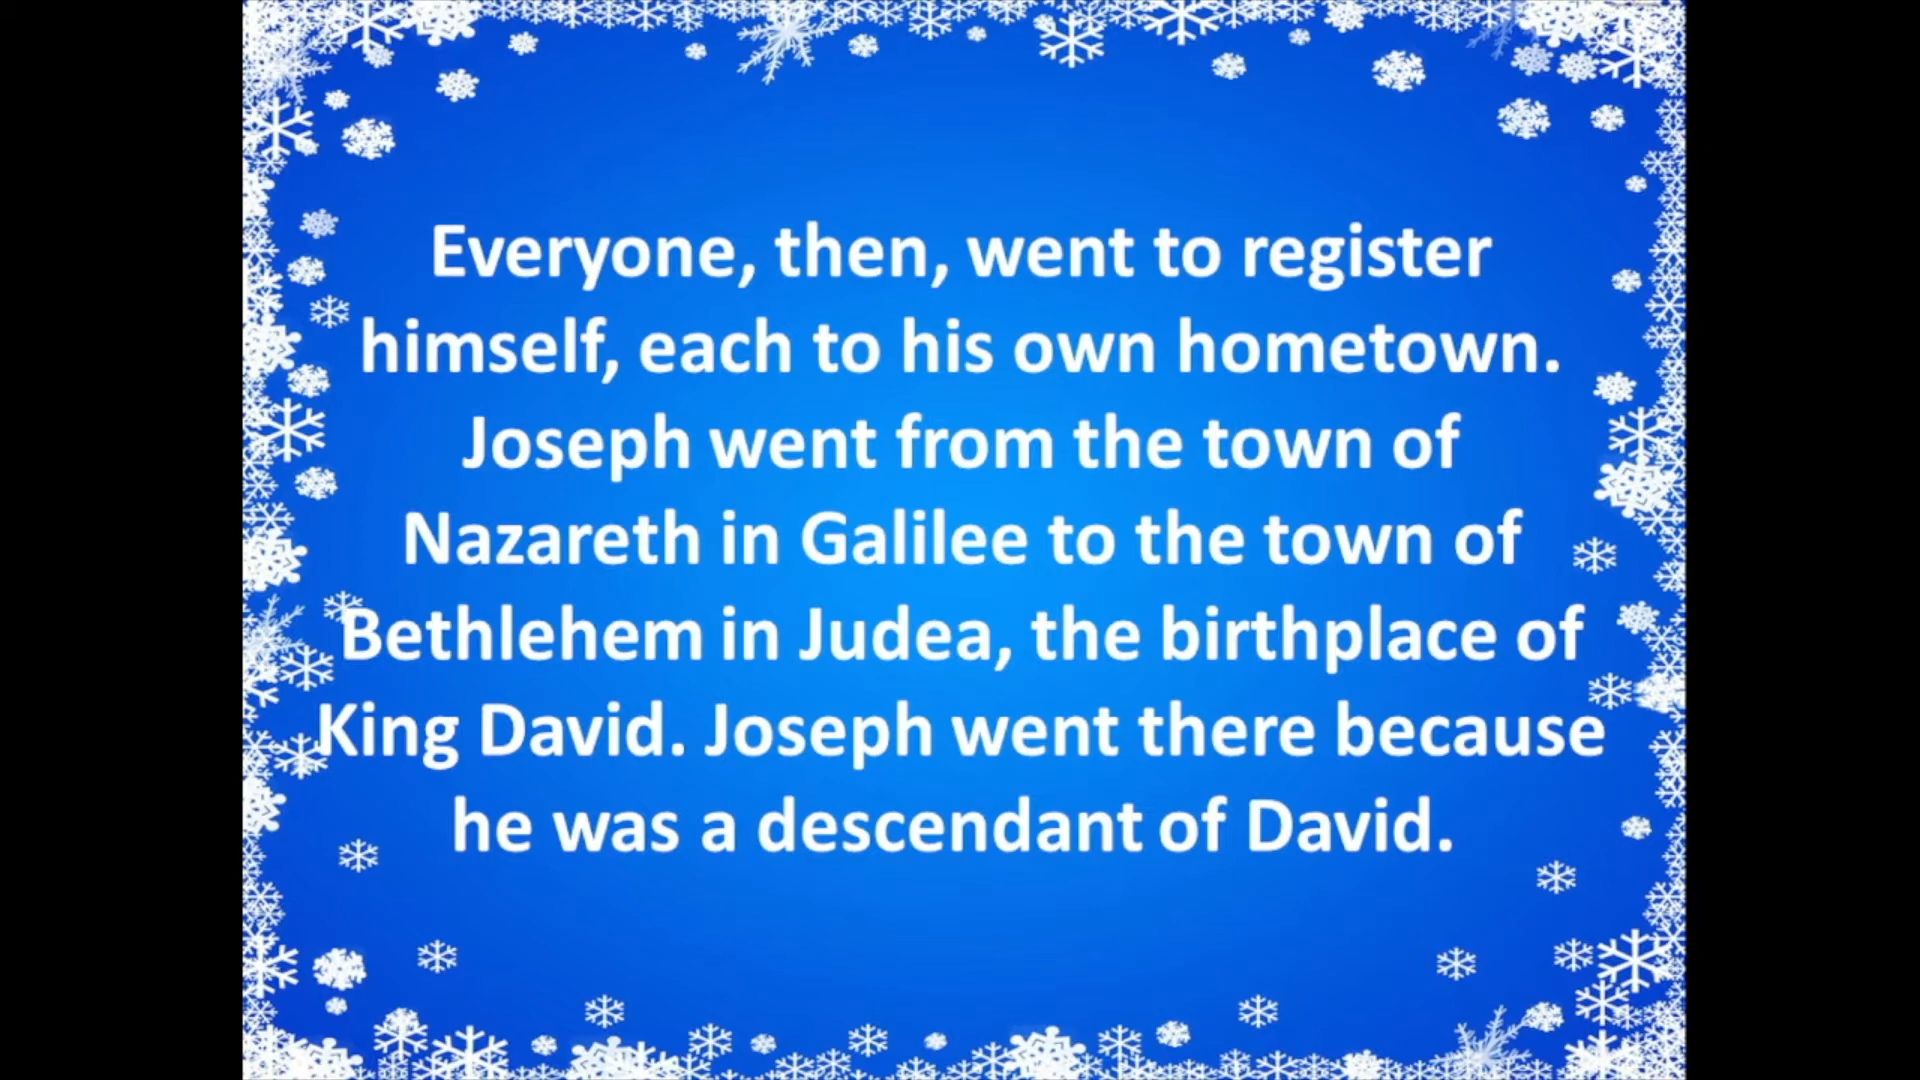 Everyone, then, went to register
himself, each to his own hometown.
Joseph went from the town of
Nazareth in Galilee to the town of
Bethlehem in Judea, the birthplace of
King David. Joseph went there because
he was a descendant of David.